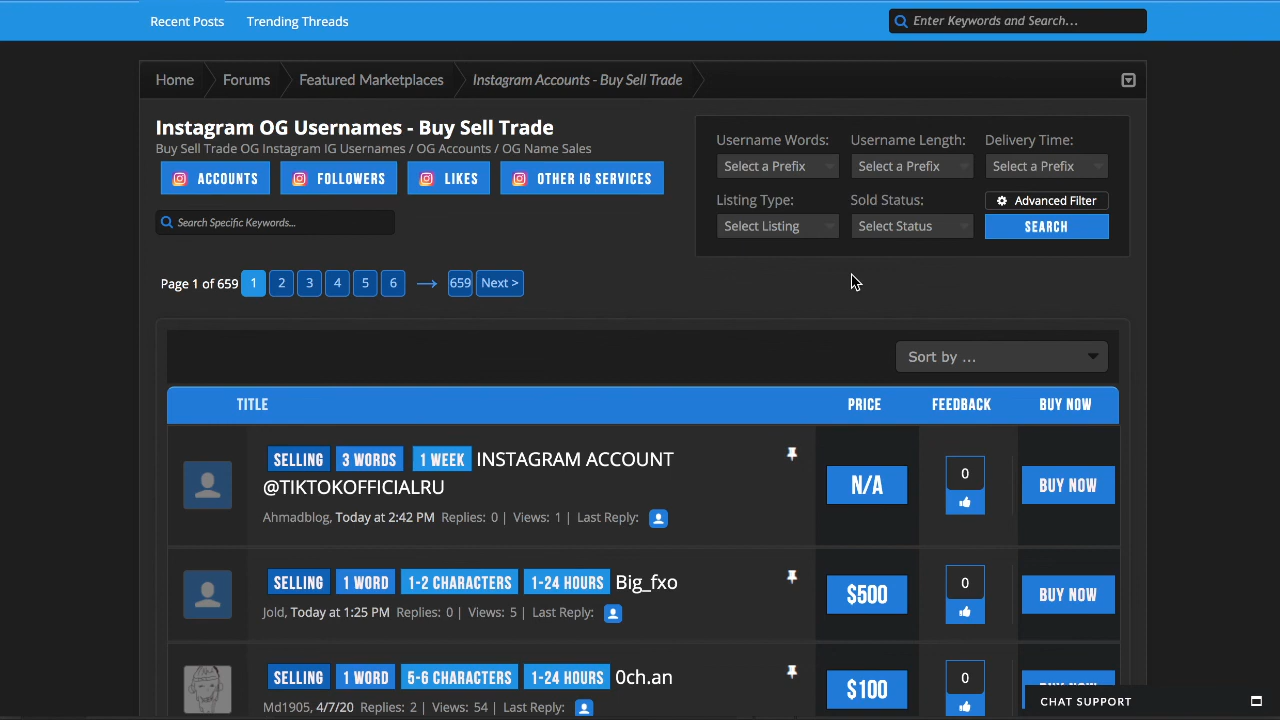 Recent Posts Trending Threads Enter Keywords and Search...
Home Forums Featured Marketplaces Instagram Accounts - Buy Sell Trade
Instagram OG Usernames - Buy Sell Trade
Buy Sell Trade OG Instagram IG Usernames / OG Accounts / OG Name Sales
ACCOUNTS FOLLOWERS LIKES OTHER IG SERVICES
Search Specific Keywords...
Username Words: Username Length: Delivery Time:
Select a Prefix Select a Prefix Select a Prefix
Listing Type: Sold Status: Advanced Filter
Select Listing Select Status SEARCH
Page 1 of 659 1 2 3 4 5 6 → 659 Next >
Sort by ...
TITLE PRICE FEEDBACK BUY NOW
SELLING 3 WORDS 1 WEEK INSTAGRAM ACCOUNT
@TIKTOKOFFICIALRU
Ahmadblog, Today at 2:42 PM Replies: 0 | Views: 1 | Last Reply:
N/A 0 BUY NOW
SELLING 1 WORD 1-2 CHARACTERS 1-24 HOURS Big_fxo
Jold, Today at 1:25 PM Replies: 0 | Views: 5 | Last Reply:
$500 0 BUY NOW
SELLING 1 WORD 5-6 CHARACTERS 1-24 HOURS 0ch.an
Md1905, 4/7/20 Replies: 2 | Views: 54 | Last Reply:
$100 0 BUY NOW
CHAT SUPPORT